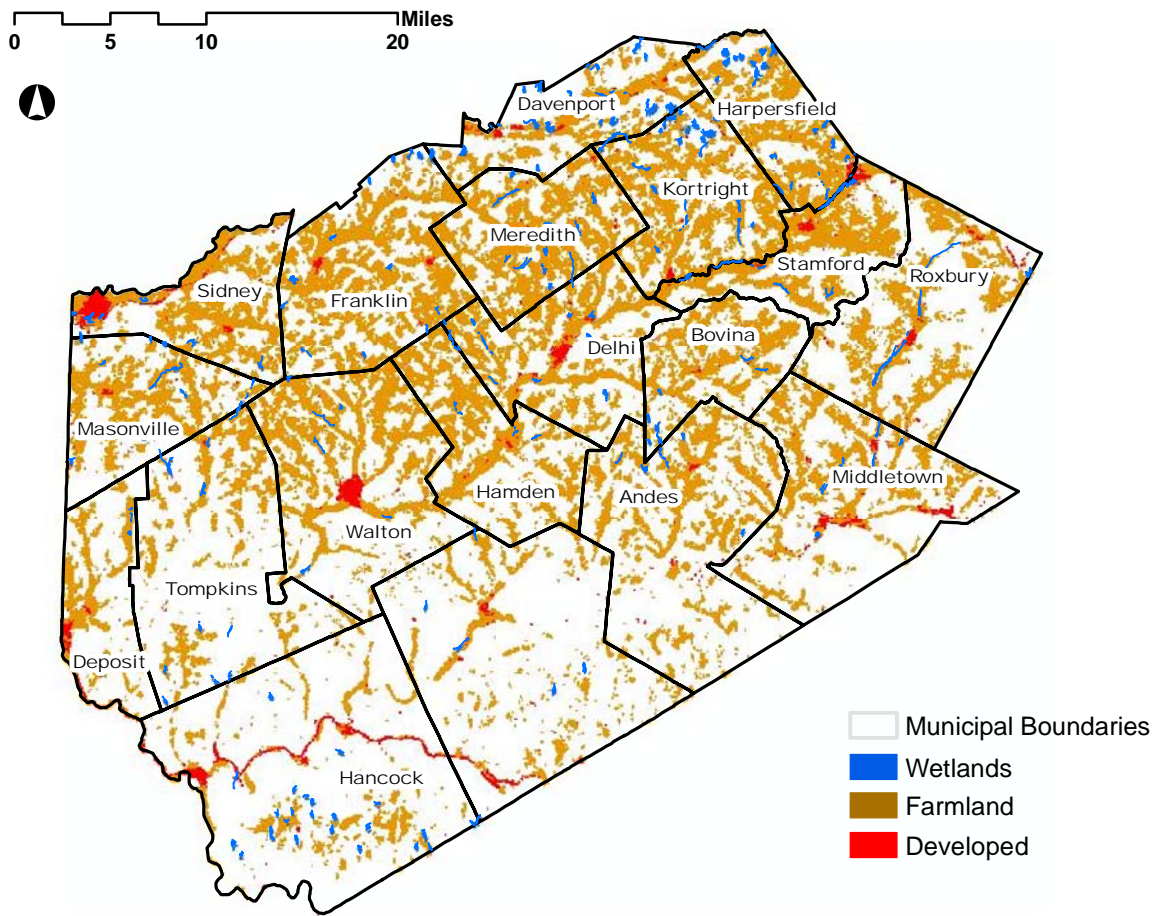 Miles
0 5 10 20
Davenport
Harpersfield
Kortright
Meredith
Stamford
Roxbury
Sidney
Franklin
Delhi
Bovina
Masonville
Middletown
Hamden
Andes
Walton
Tompkins
Deposit
Hancock
Municipal Boundaries
Wetlands
Farmland
Developed